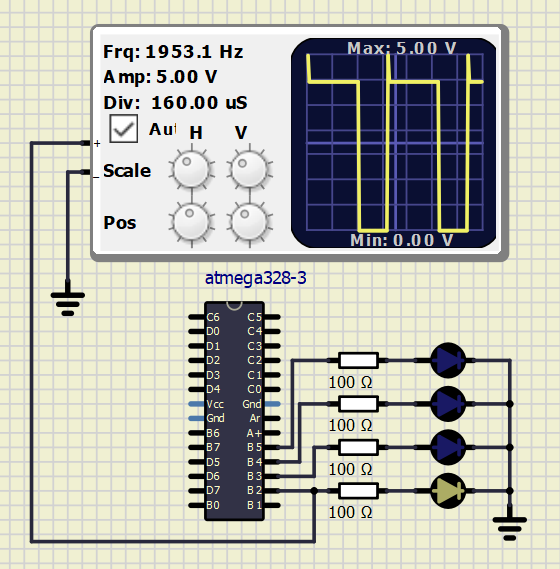 Max: 5.00 V
Frq: 1953.1 Hz
Amp: 5.00 V
Div: 160.00 uS
Aut H V
+
Scale
_
Pos
Min: 0.00 V
atmega328-3
C6 C5
D0 C4
D1 C3
D2 C2
D3 C1
D4 C0
Vcc Gnd
Gnd Ar
B6 A+
B7 B5
D5 B4
D6 B3
D7 B2
B0 B1
100 Ω
100 Ω
100 Ω
100 Ω